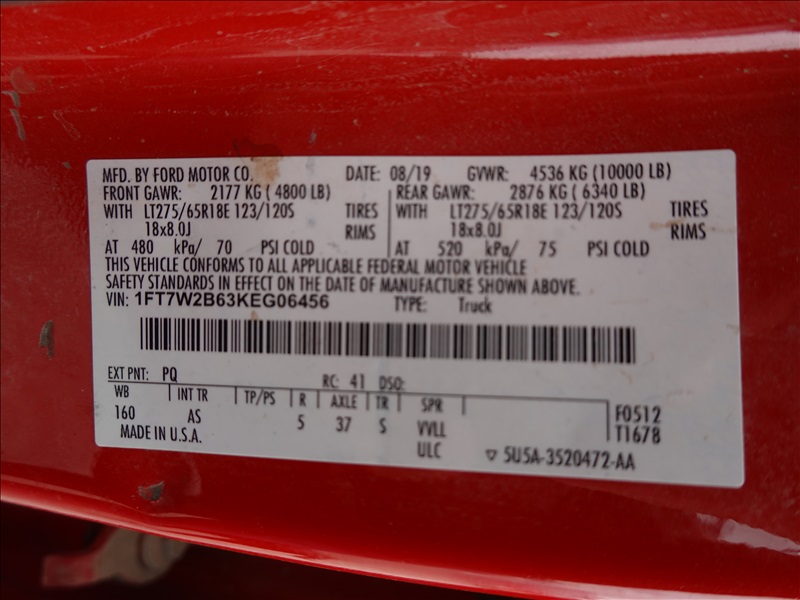 MFD. BY FORD MOTOR CO. DATE: 08/19 GVWR: 4536 KG (10000 LB)
FRONT GAWR: 2177 KG ( 4800 LB) REAR GAWR: 2876 KG ( 6340 LB)
WITH LT275/65R18E 123/120S TIRES WITH LT275/65R18E 123/120S TIRES
18x8.0J RIMS 18x8.0J RIMS
AT 480 kPa/ 70 PSI COLD AT 520 kPa/ 75 PSI COLD
THIS VEHICLE CONFORMS TO ALL APPLICABLE FEDERAL MOTOR VEHICLE
SAFETY STANDARDS IN EFFECT ON THE DATE OF MANUFACTURE SHOWN ABOVE.
VIN: 1FT7W2B63KEG06456 TYPE: Truck
EXT PNT: PQ RC: 41 DSO:
WB INT TR TP/PS R AXLE TR SPR
160 AS 5 37 S VVLL F0512
MADE IN U.S.A. ULC T1678
5U5A-3520472-AA